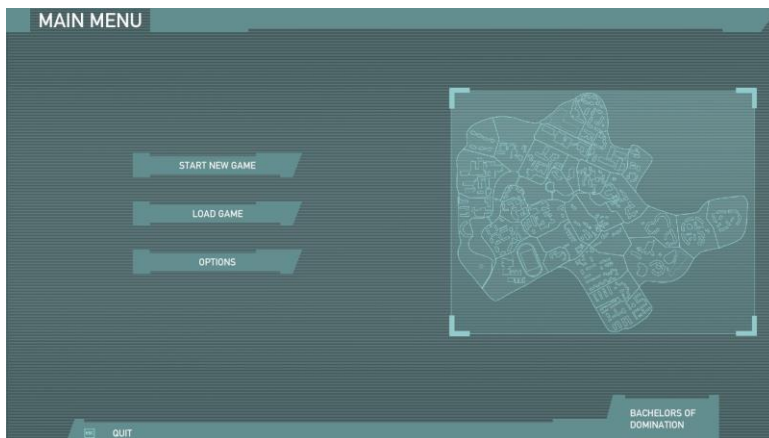 MAIN MENU
START NEW GAME
LOAD GAME
OPTIONS
BACHELORS OF
DOMINATION
QUIT